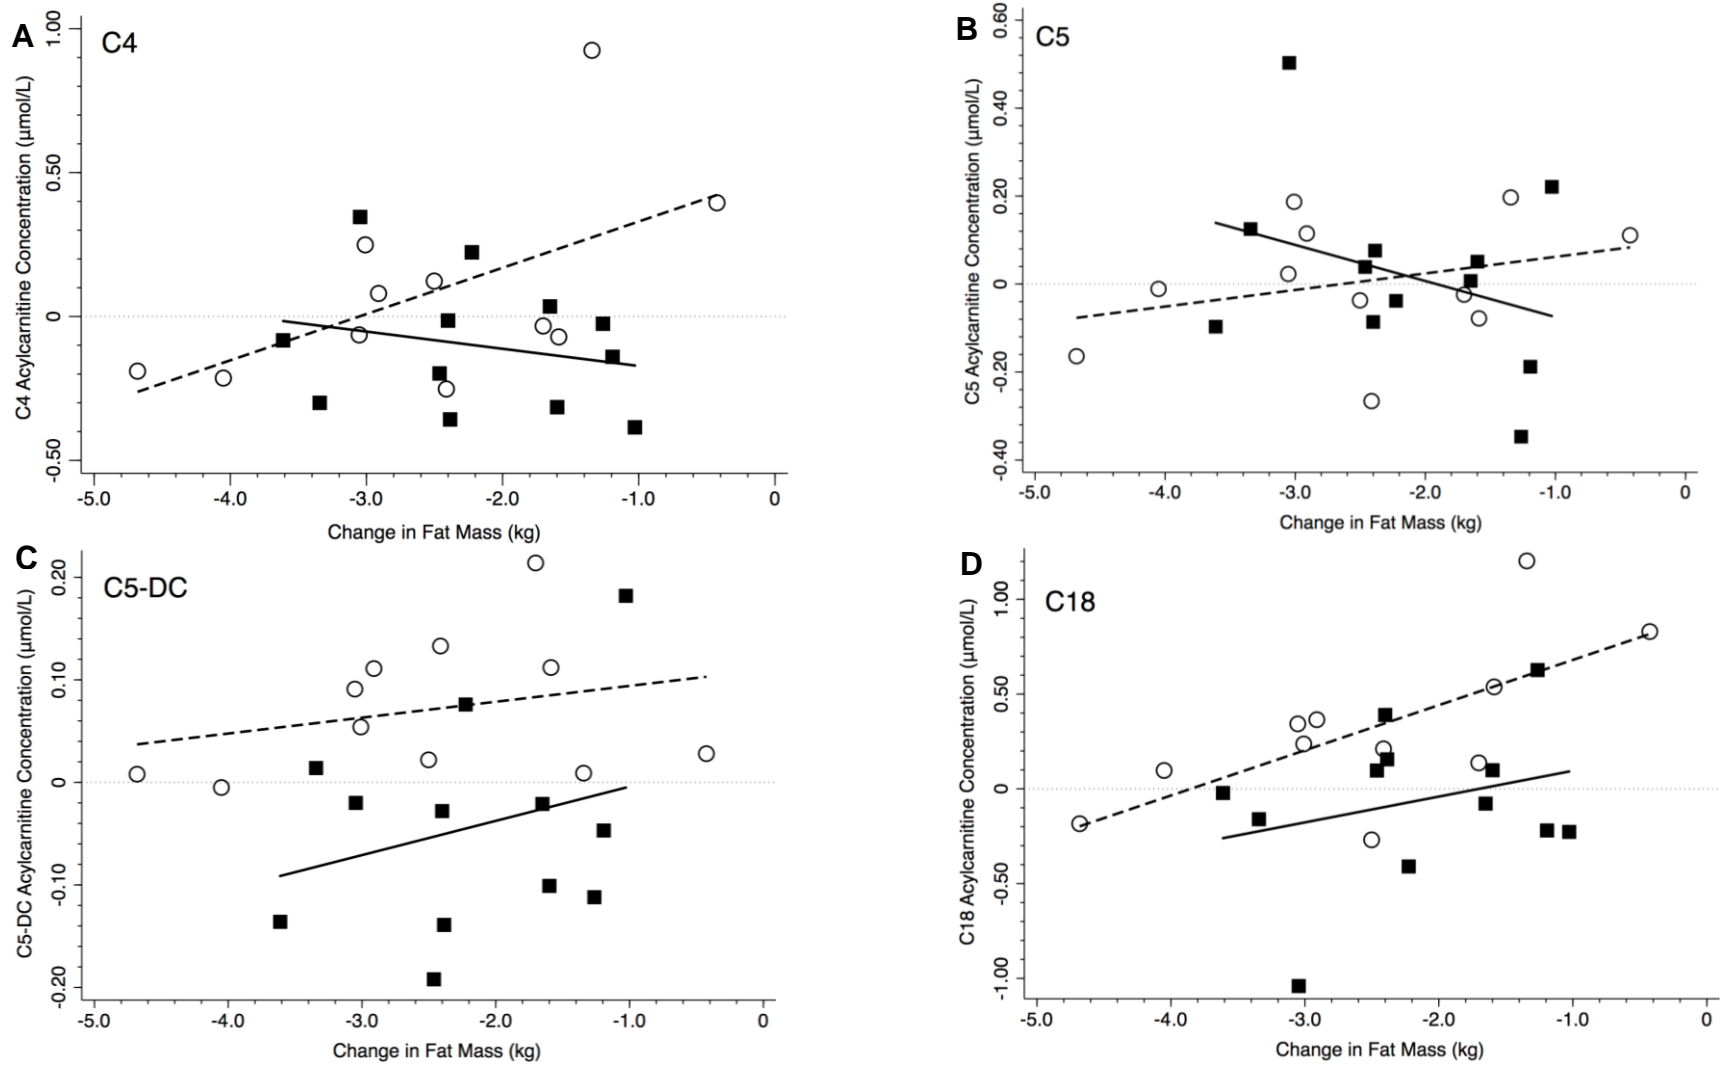 A
C4
C4 Acylcarnitine Concentration (µmol/L)
1.00
0.50
0
-0.50
-5.0 -4.0 -3.0 -2.0 -1.0 0
Change in Fat Mass (kg)
B
C5
C5 Acylcarnitine Concentration (µmol/L)
0.60
0.40
0.20
0
-0.20
-0.40
-5.0 -4.0 -3.0 -2.0 -1.0 0
Change in Fat Mass (kg)
C
C5-DC
C5-DC Acylcarnitine Concentration (µmol/L)
0.20
0.10
0
-0.10
-0.20
-5.0 -4.0 -3.0 -2.0 -1.0 0
Change in Fat Mass (kg)
D
C18
C18 Acylcarnitine Concentration (µmol/L)
1.00
0.50
0
-0.50
-1.00
-5.0 -4.0 -3.0 -2.0 -1.0 0
Change in Fat Mass (kg)